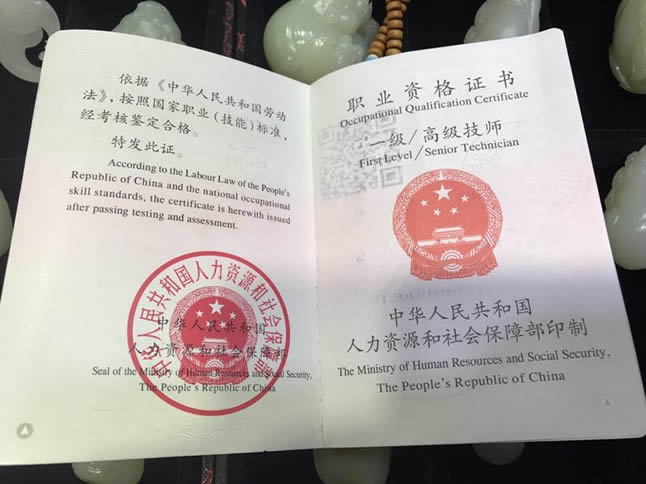 依据《中华人民共和国劳动
法》，按照国家职业（技能）标准，
经考核鉴定合格。
特发此证。
According to the Labour Law of the People's
Republic of China and the national occupational
skill standards, the certificate is herewith issued
after passing testing and assessment.
中华人民共和国人力资源和社会保障部
中华人民共和国
人力资源和社会保障部
Seal of the Ministry of Human Resources and Social Security,
The People's Republic of China
职业资格证书
Occupational Qualification Certificate
一级/高级技师
First Level/Senior Technician
中华人民共和国
人力资源和社会保障部印制
The Ministry of Human Resources and Social Security,
The People's Republic of China